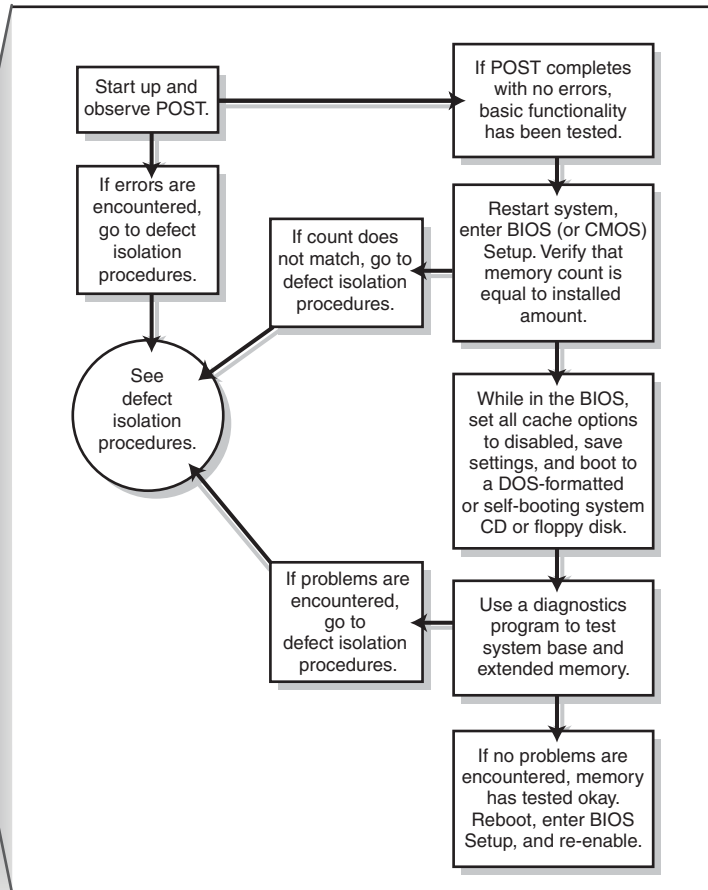 Start up and
observe POST.
If POST completes
with no errors,
basic functionality
has been tested.
If errors are
encountered,
go to defect
isolation
procedures.
Restart system,
enter BIOS (or CMOS)
Setup. Verify that
memory count is
equal to installed
amount.
If count does
not match, go to
defect isolation
procedures.
See
defect
isolation
procedures.
While in the BIOS,
set all cache options
to disabled, save
settings, and boot to
a DOS-formatted
or self-booting system
CD or floppy disk.
If problems are
encountered,
go to
defect isolation
procedures.
Use a diagnostics
program to test
system base and
extended memory.
If no problems are
encountered, memory
has tested okay.
Reboot, enter BIOS
Setup, and re-enable.